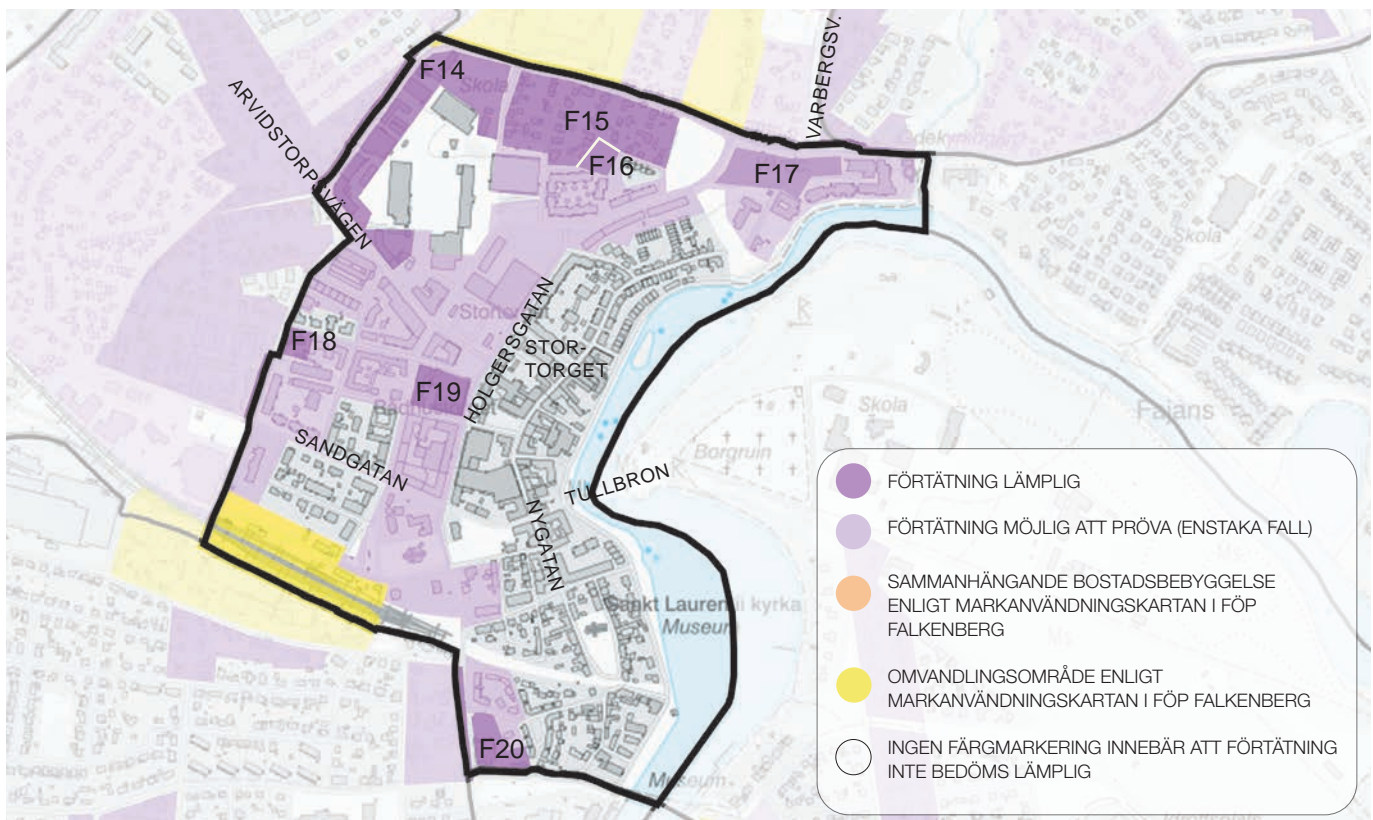 VARBERGSV.
F14
Skola
ARVIDSTORPSVÄGEN
F15
F16
F17
Skola
HOLGERSGATAN
STOR-
TORGET
F18
F19
Skola
Fajans
Borgruin
SANDGATAN
TULLBRON
NYGATAN
Sankt Laurentii kyrka
Museum
F20
Museum
FÖRTÄTNING LÄMPLIG
FÖRTÄTNING MÖJLIG ATT PRÖVA (ENSTAKA FALL)
SAMMANHÄNGANDE BOSTADSBEBYGGELSE
ENLIGT MARKANVÄNDNINGSKARTAN I FÖP
FALKENBERG
OMVANDLINGSOMRÅDE ENLIGT
MARKANVÄNDNINGSKARTAN I FÖP FALKENBERG
INGEN FÄRGMARKERING INNEBÄR ATT FÖRTÄTNING
INTE BEDÖMS LÄMPLIG